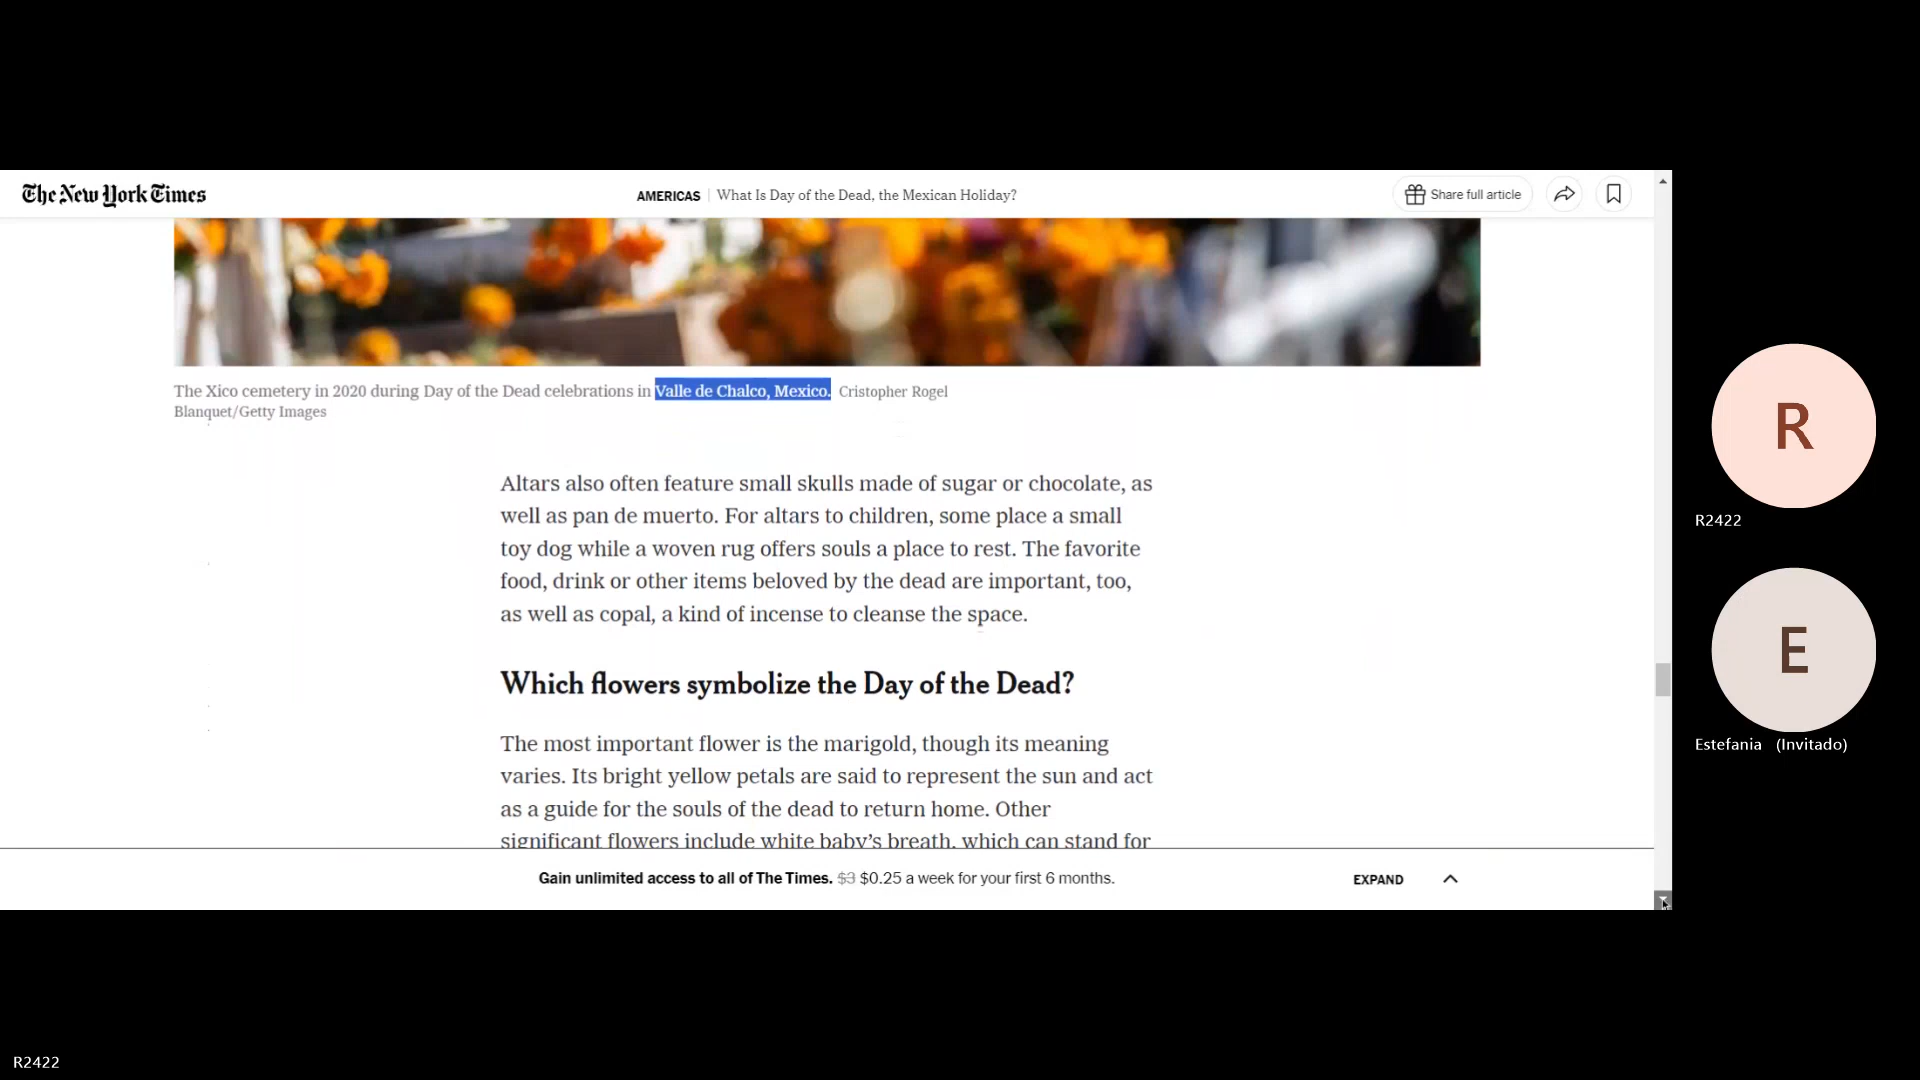 The New York Times
AMERICAS What Is Day of the Dead, the Mexican Holiday?
Share full article
The Xico cemetery in 2020 during Day of the Dead celebrations in Valle de Chalco, Mexico. Cristopher Rogel
Blanquet/Getty Images
Altars also often feature small skulls made of sugar or chocolate, as
well as pan de muerto. For altars to children, some place a small
toy dog while a woven rug offers souls a place to rest. The favorite
food, drink or other items beloved by the dead are important, too,
as well as copal, a kind of incense to cleanse the space.
Which flowers symbolize the Day of the Dead?
The most important flower is the marigold, though its meaning
varies. Its bright yellow petals are said to represent the sun and act
as a guide for the souls of the dead to return home. Other
significant flowers include white baby’s breath, which can stand for
Gain unlimited access to all of The Times. $3 $0.25 a week for your first 6 months.
EXPAND
R
R2422
E
Estefania (Invitado)
R2422